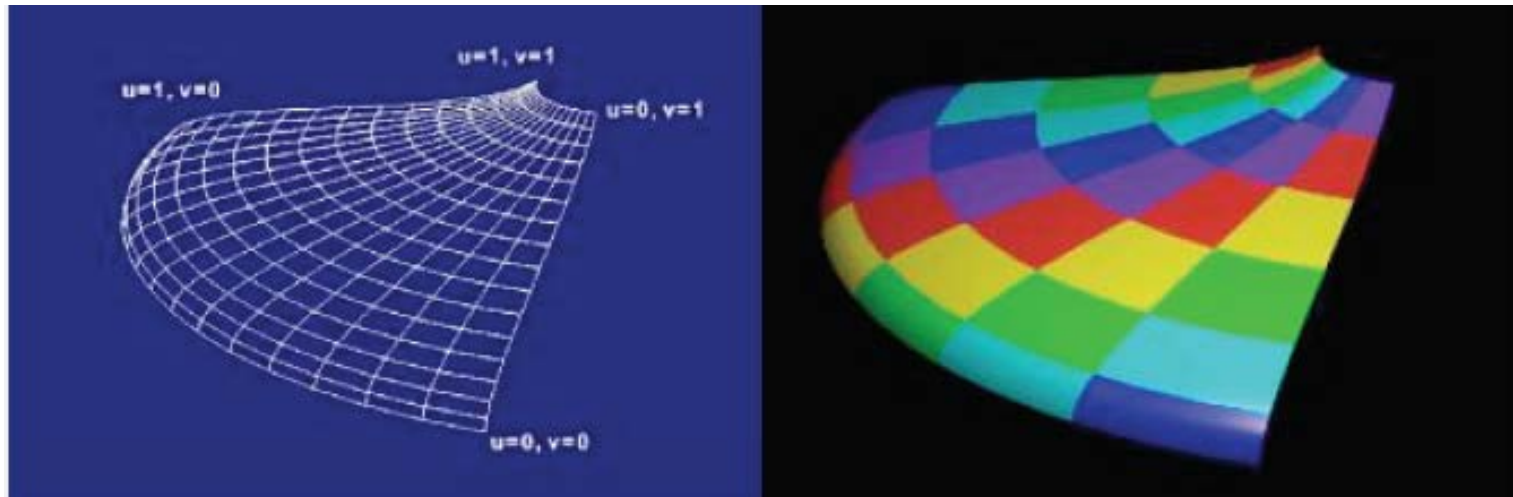 u=1, v=1
u=1, v=0
u=0, v=1
u=0, v=0